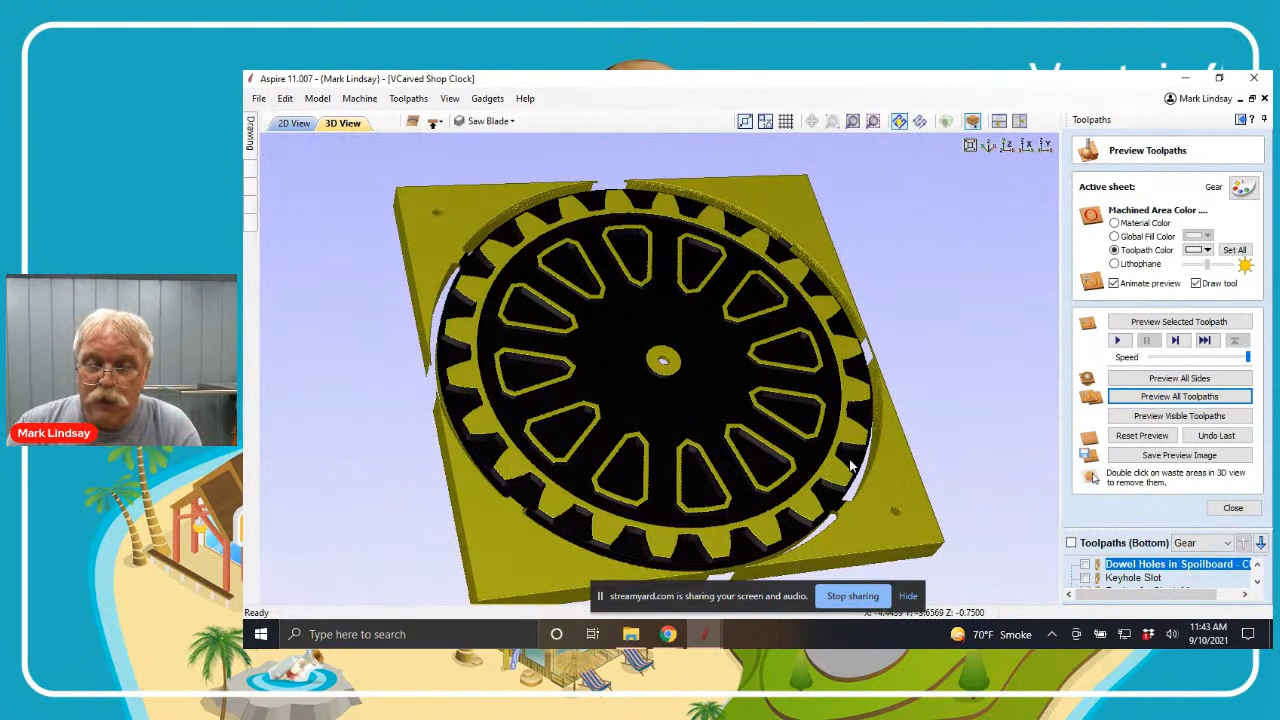 Aspire 11.007 - {Mark Lindsay} - [VCarved Shop Clock]
File Edit Model Machine Toolpaths View Gadgets Help
Mark Lindsay
Drawing
2D View 3D View
Saw Blade
Z X Y
Toolpaths
Preview Toolpaths
Active sheet: Gear
Machined Area Color ....
Material Color
Global Fill Color
Toolpath Color
Set All
Lithophane
Animate preview
Draw tool
Preview Selected Toolpath
Speed
Preview All Sides
Preview All Toolpaths
Preview Visible Toolpaths
Reset Preview Undo Last
Save Preview Image
Double click on waste areas in 3D view
to remove them.
Close
Toolpaths (Bottom) Gear
Dowel Holes in Spoilboard - C
Keyhole Slot
Mark Lindsay
streamyard.com is sharing your screen and audio. Stop sharing Hide
Ready
-0.7500
Type here to search
70°F Smoke
11:43 AM
9/10/2021